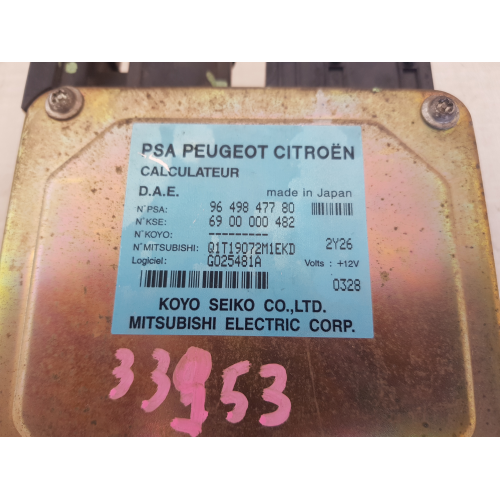 PSA PEUGEOT CITROËN
CALCULATEUR
D.A.E. made in Japan
N°PSA: 96 498 477 80
N°KSE: 69 00 000 482
N°KOYO: ----------
N°MITSUBISHI: Q1T19072M1EKD 2Y26
Logiciel: G025481A Volts : +12V
0328
KOYO SEIKO CO.,LTD.
MITSUBISHI ELECTRIC CORP.
33953